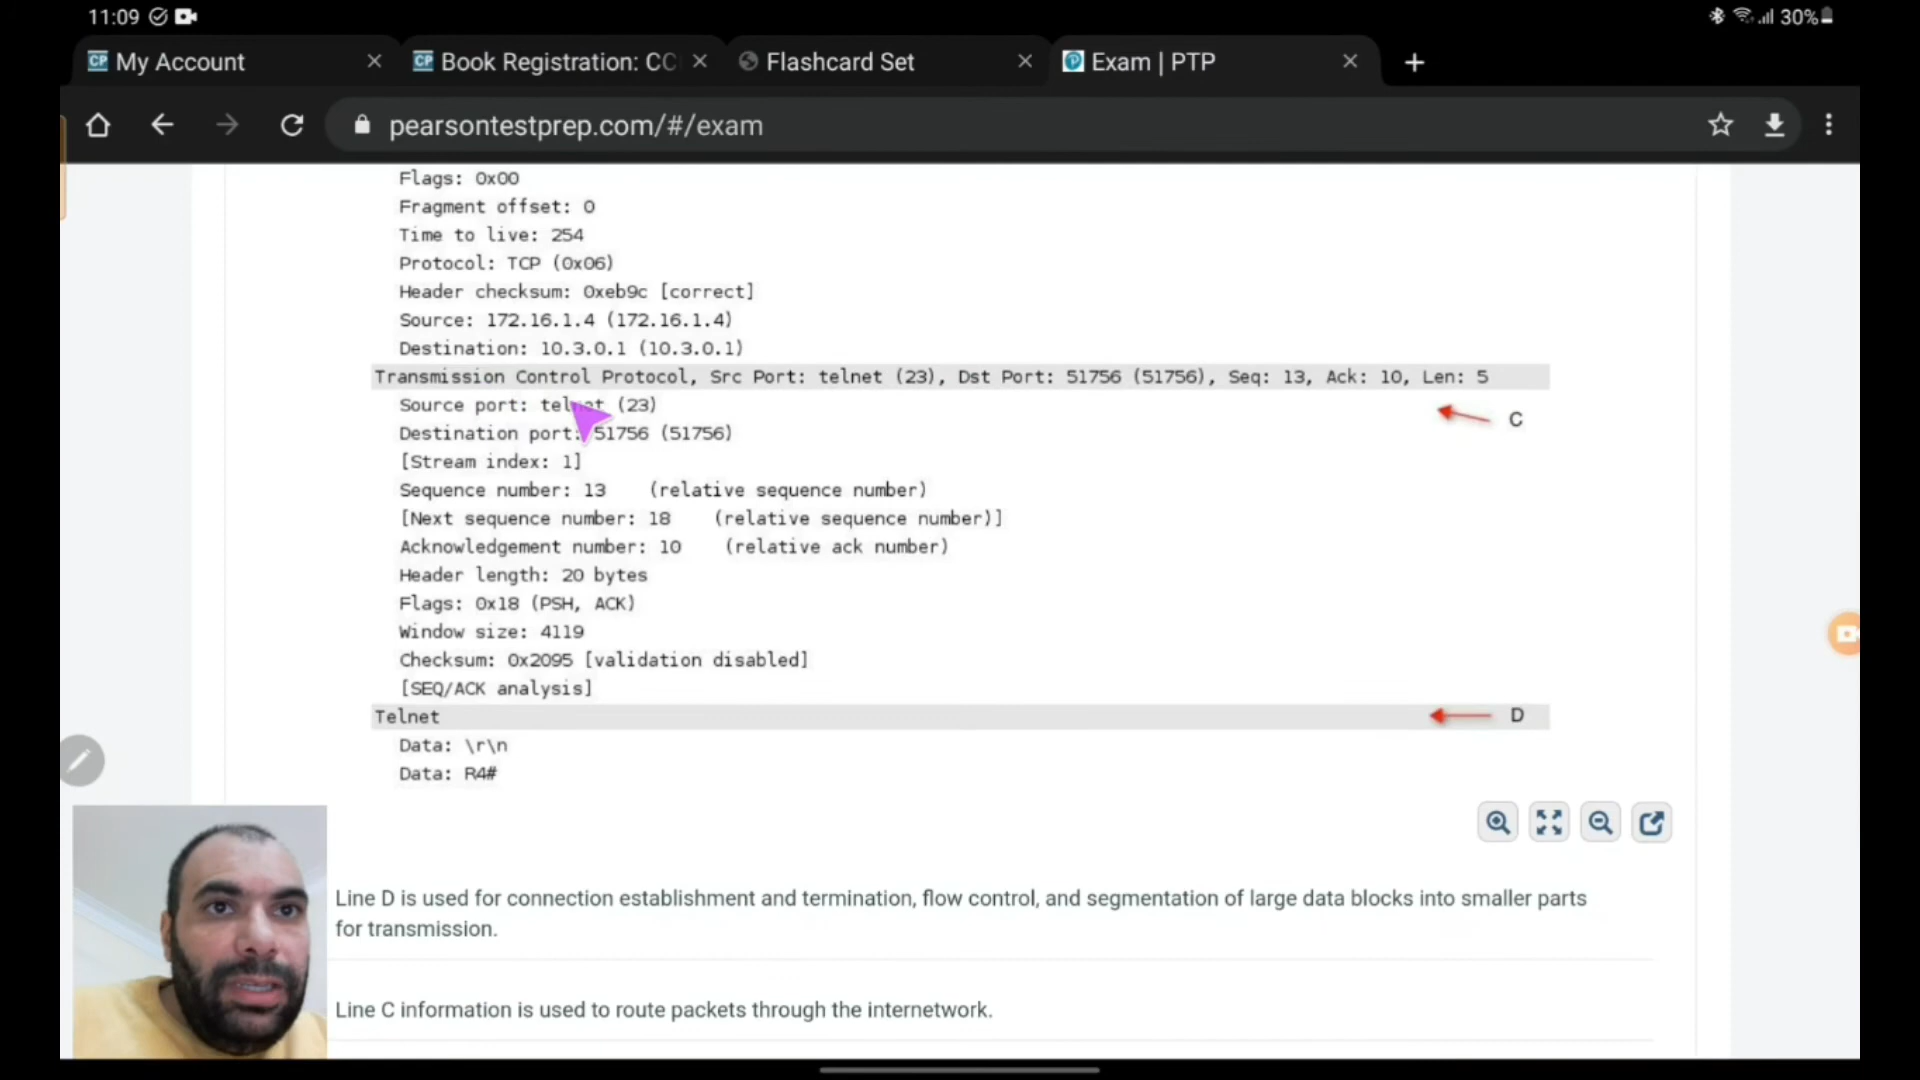 11:09 30%
My Account Book Registration: CC Flashcard Set Exam | PTP
pearsontestprep.com/#/exam
Flags: 0x00
Fragment offset: 0
Time to live: 254
Protocol: TCP (0x06)
Header checksum: 0xeb9c [correct]
Source: 172.16.1.4 (172.16.1.4)
Destination: 10.3.0.1 (10.3.0.1)
Transmission Control Protocol, Src Port: telnet (23), Dst Port: 51756 (51756), Seq: 13, Ack: 10, Len: 5
Source port: telnet (23)
C
Destination port: 51756 (51756)
[Stream index: 1]
Sequence number: 13 (relative sequence number)
[Next sequence number: 18 (relative sequence number)]
Acknowledgement number: 10 (relative ack number)
Header length: 20 bytes
Flags: 0x18 (PSH, ACK)
Window size: 4119
Checksum: 0x2095 [validation disabled]
[SEQ/ACK analysis]
Telnet D
Data: \r\n
Data: R4#
Line D is used for connection establishment and termination, flow control, and segmentation of large data blocks into smaller parts
for transmission.
Line C information is used to route packets through the internetwork.